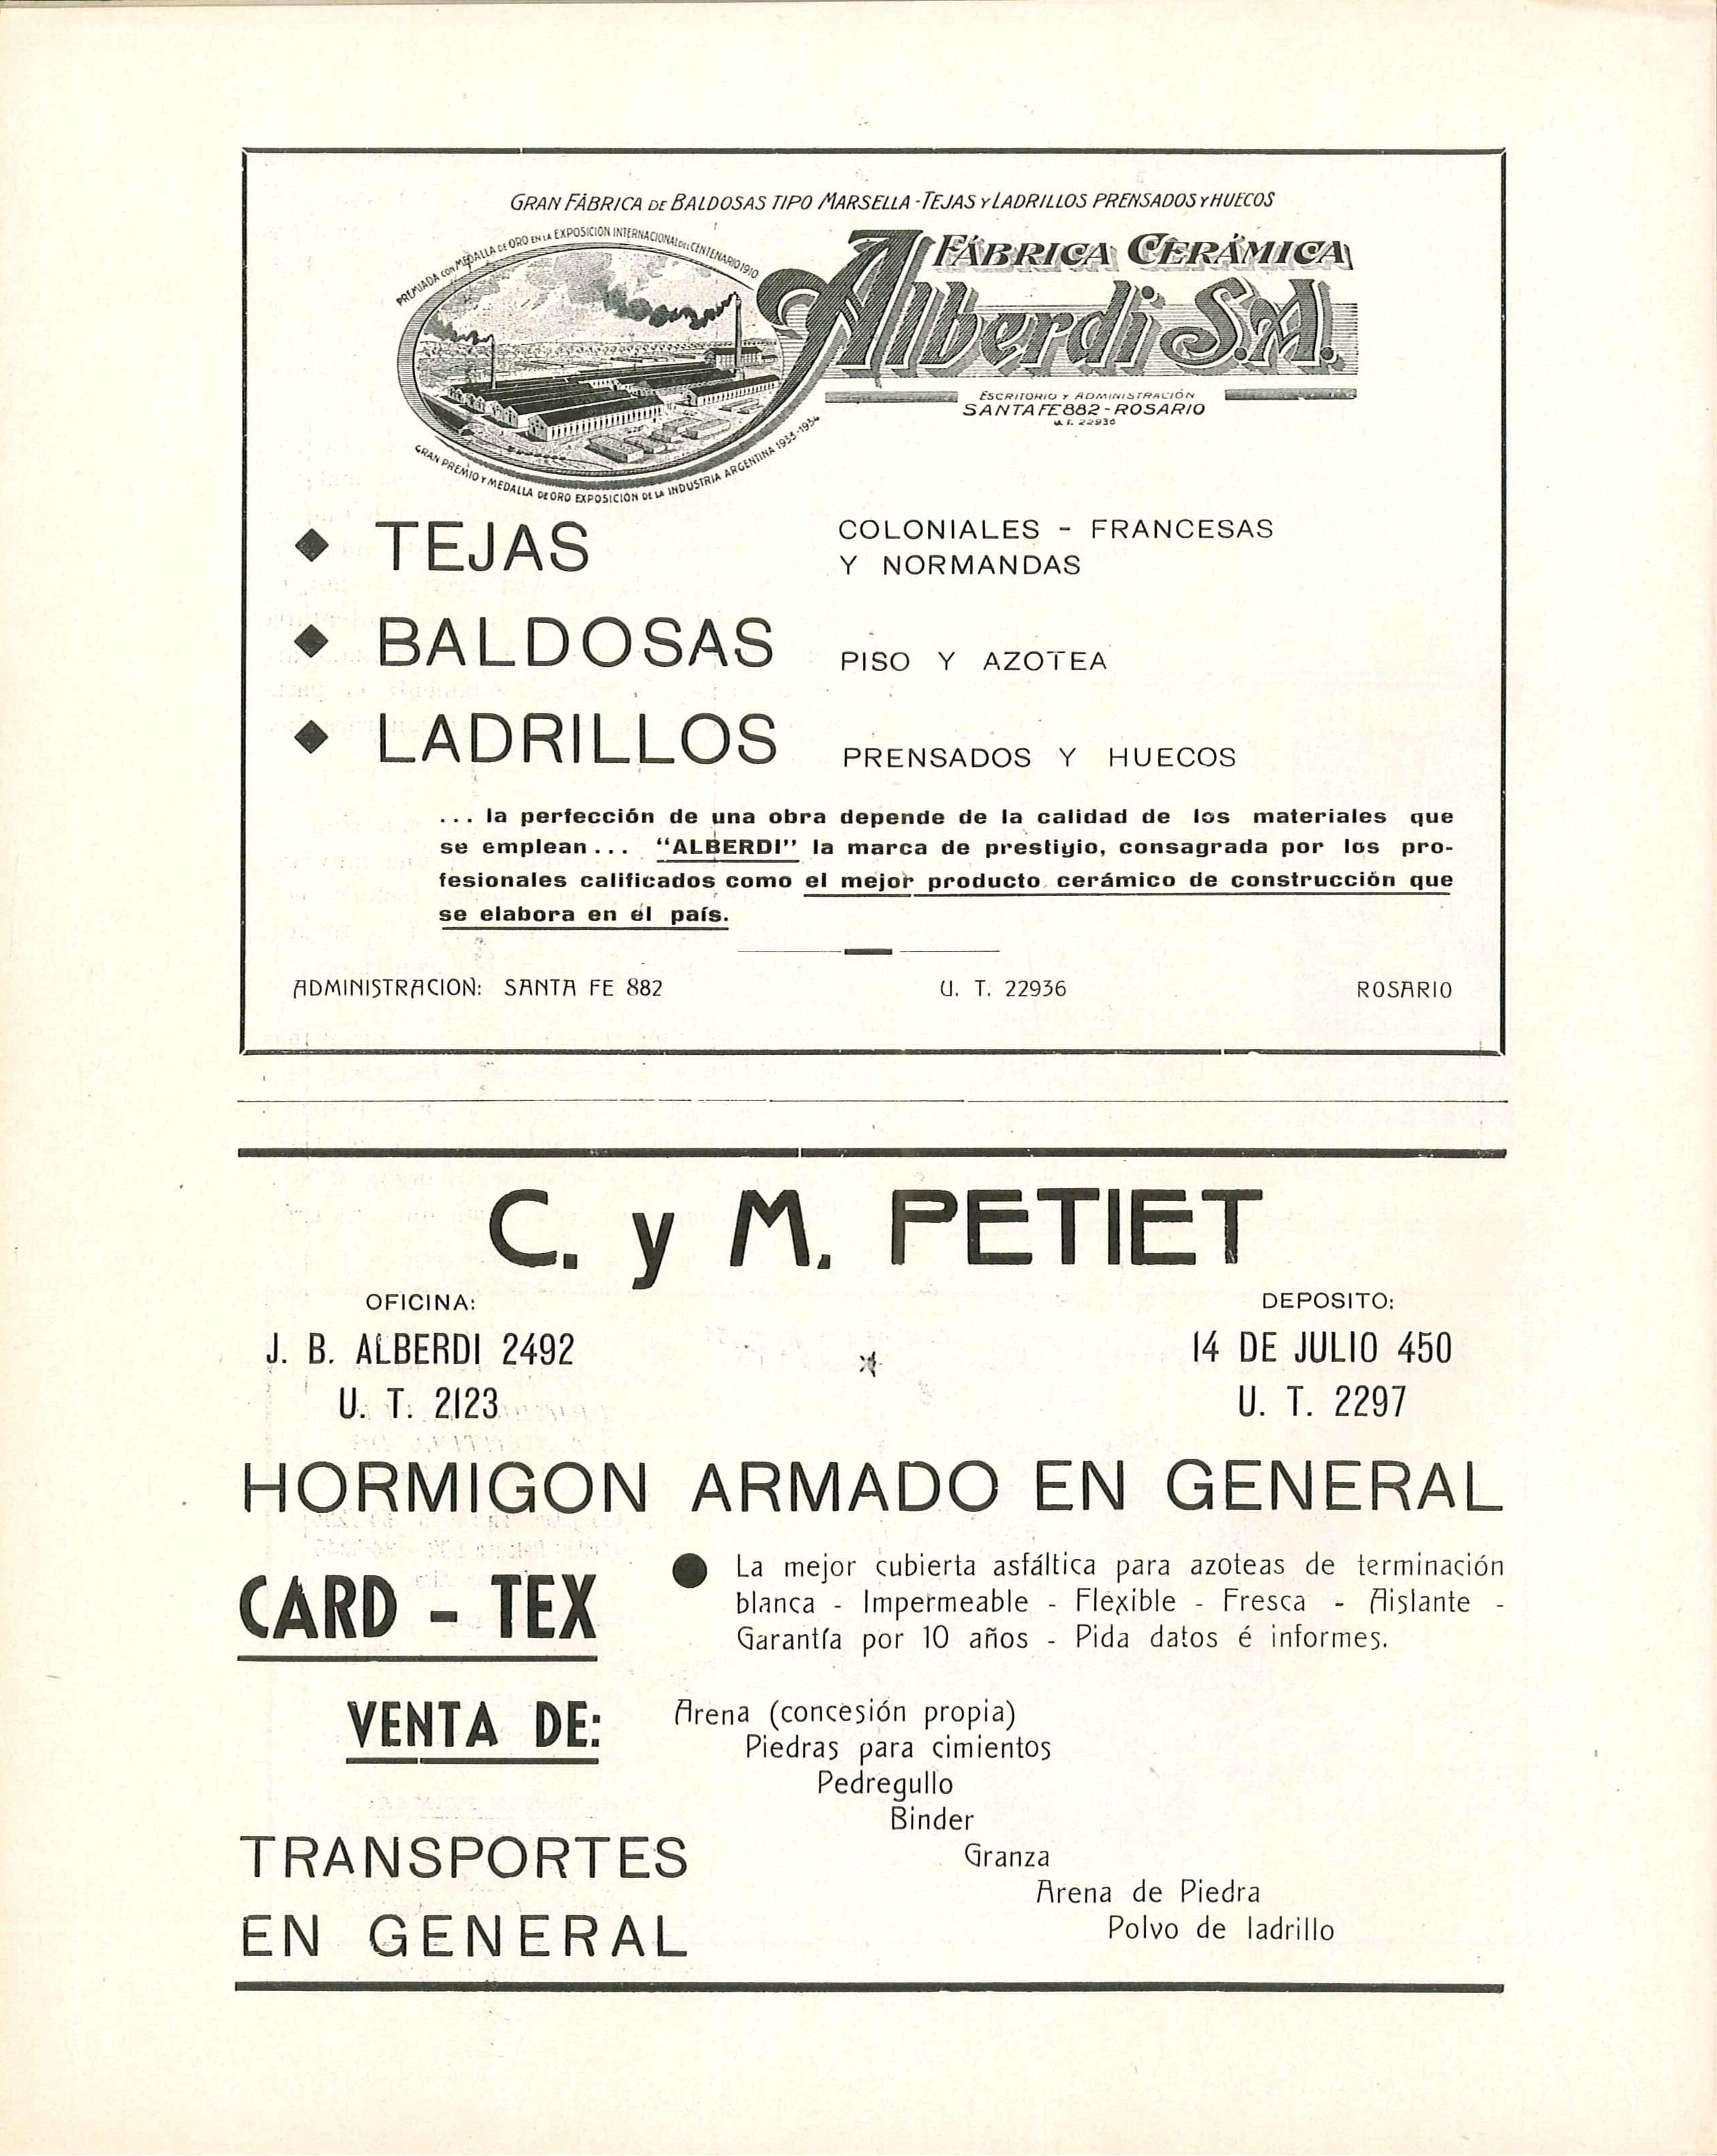 GRAN FÁBRICA DE BALDOSAS TIPO MARSELLA - TEJAS Y LADRILLOS PRENSADOS Y HUECOS
PREMIADA CON MEDALLA DE ORO EN LA EXPOSICION INTERNACIONAL DEL CENTENARIO 1910
FÁBRICA CERÁMICA
Alberdi S.A.
ESCRITORIO Y ADMINISTRACIÓN
SANTA FE 882 - ROSARIO
U. T. 22936
GRAN PREMIO Y MEDALLA DE ORO EXPOSICIÓN DE LA INDUSTRIA ARGENTINA 1933-1934
◆ TEJAS COLONIALES - FRANCESAS
Y NORMANDAS
◆ BALDOSAS PISO Y AZOTEA
◆ LADRILLOS PRENSADOS Y HUECOS
... la perfección de una obra depende de la calidad de los materiales que
se emplean... "ALBERDI" la marca de prestigio, consagrada por los pro-
fesionales calificados como el mejor producto cerámico de construcción que
se elabora en el país.
ADMINISTRACION: SANTA FE 882 U. T. 22936 ROSARIO
C. y M. PETIET
OFICINA: DEPOSITO:
J. B. ALBERDI 2492 14 DE JULIO 450
U. T. 2123 U. T. 2297
HORMIGON ARMADO EN GENERAL
CARD - TEX
● La mejor cubierta asfáltica para azoteas de terminación
blanca - Impermeable - Flexible - Fresca - Aislante -
Garantía por 10 años - Pida datos é informes.
VENTA DE:
Arena (concesión propia)
Piedras para cimientos
Pedregullo
Binder
Granza
Arena de Piedra
Polvo de ladrillo
TRANSPORTES
EN GENERAL